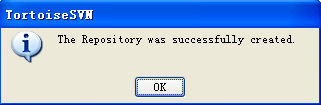 TortoiseSVN
The Repository was successfully created.
OK